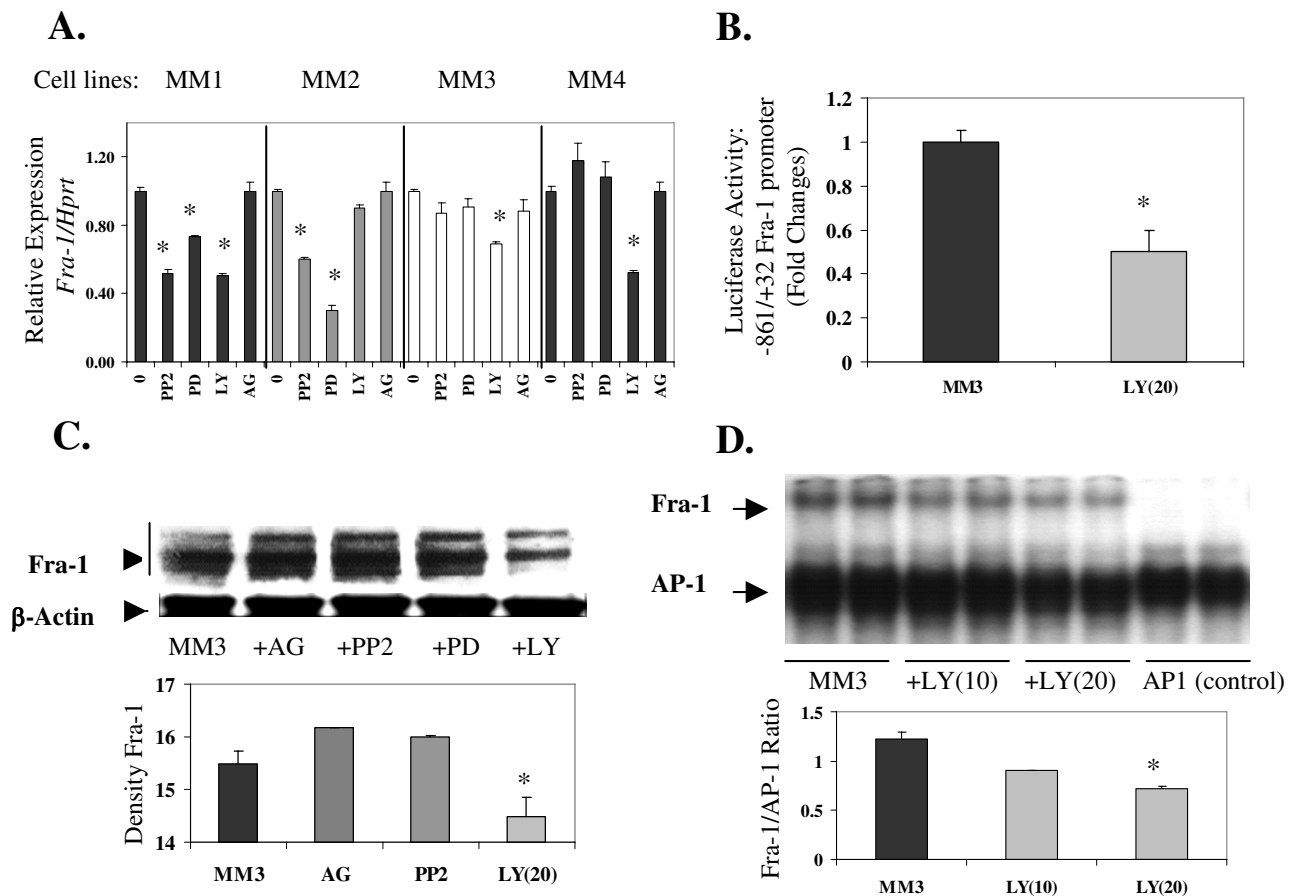 A.
Cell lines: MM1 MM2 MM3 MM4
Relative Expression
Fra-1/Hprt
1.20
0.80
0.40
0.00
* * * * * * *
0 PP2 PD LY AG 0 PP2 PD LY AG 0 PP2 PD LY AG 0 PP2 PD LY AG
B.
Luciferase Activity:
-861/+32 Fra-1 promoter
(Fold Changes)
1.2
1
0.8
0.6
0.4
0.2
0
*
MM3 LY(20)
C.
Fra-1
β-Actin
MM3 +AG +PP2 +PD +LY
Density Fra-1
17
16
15
14
*
MM3 AG PP2 LY(20)
D.
Fra-1
AP-1
MM3 +LY(10) +LY(20) AP1 (control)
Fra-1/AP-1 Ratio
1.5
1
0.5
0
*
MM3 LY(10) LY(20)